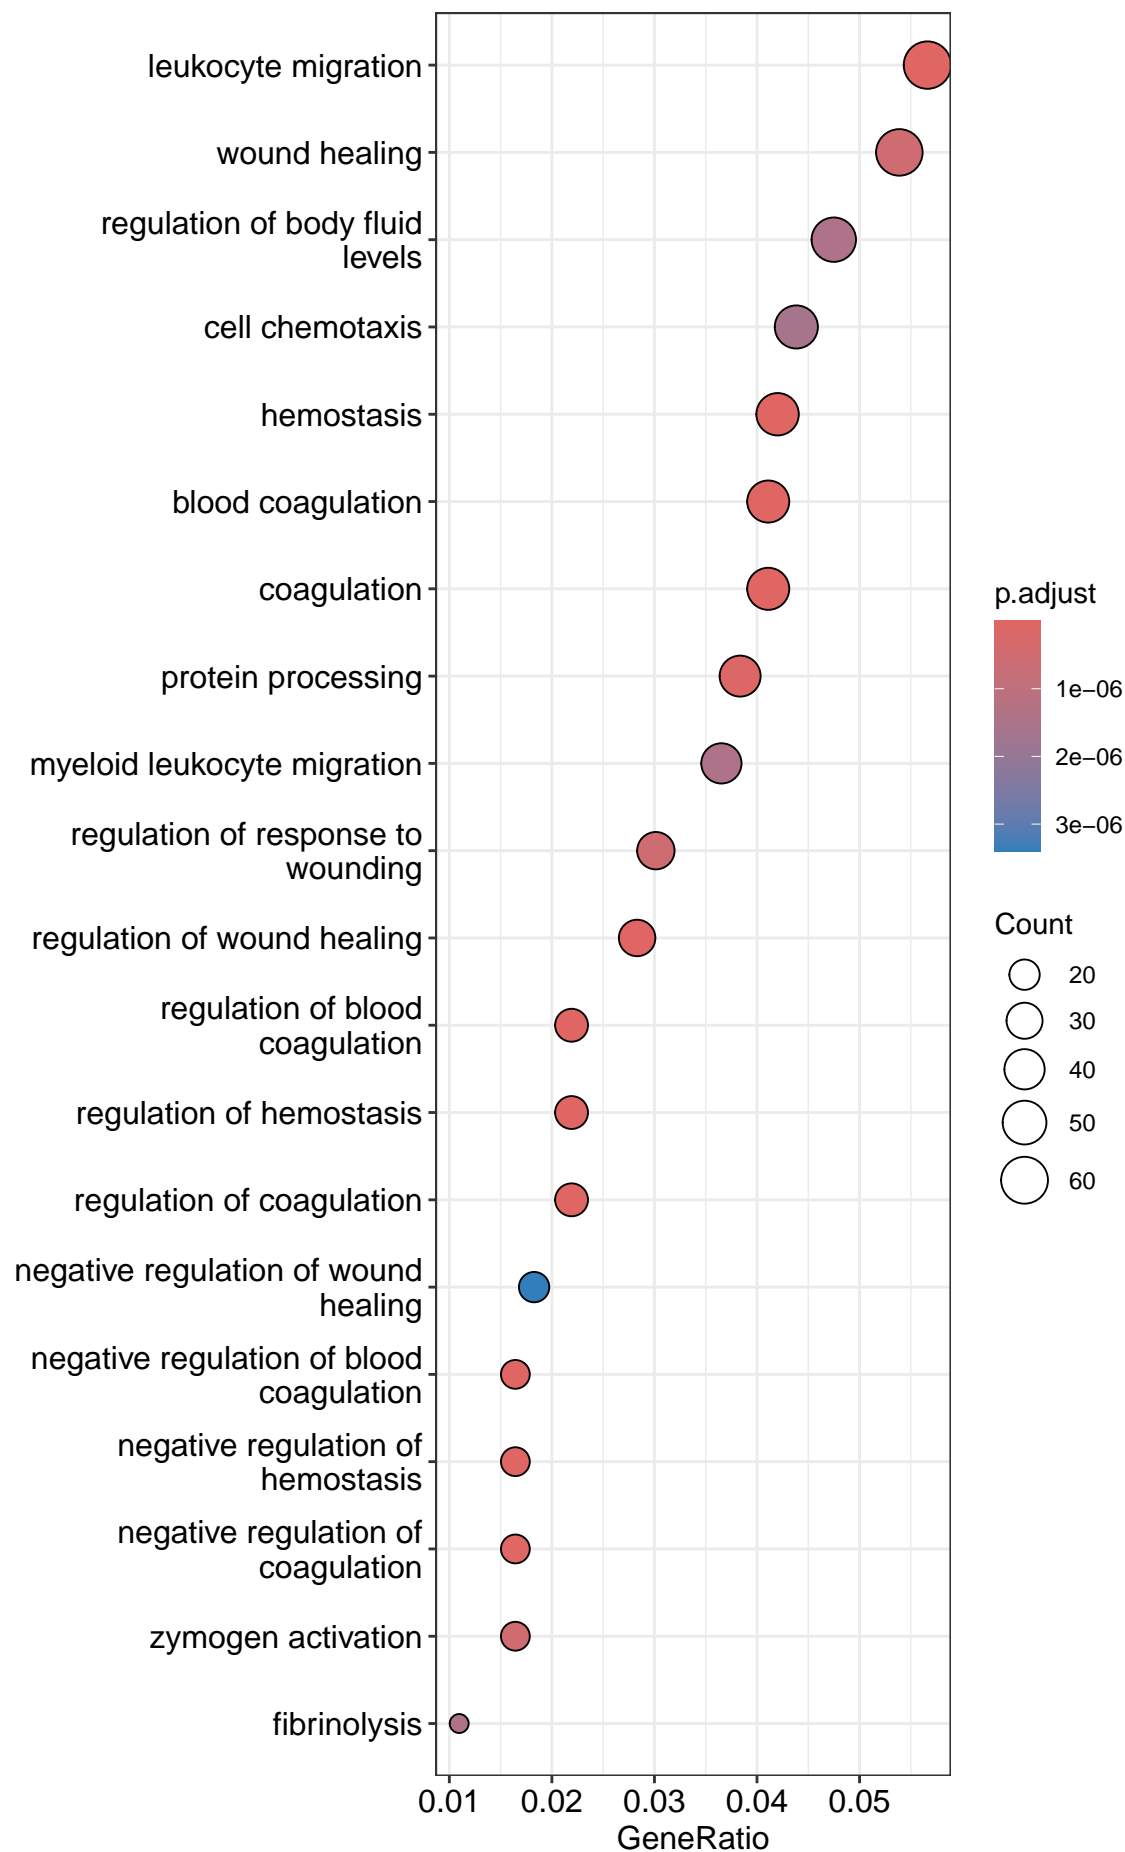 leukocyte migration
wound healing
regulation of body fluid
levels
cell chemotaxis
hemostasis
blood coagulation
coagulation
protein processing
myeloid leukocyte migration
regulation of response to
wounding
regulation of wound healing
regulation of blood
coagulation
regulation of hemostasis
regulation of coagulation
negative regulation of wound
healing
negative regulation of blood
coagulation
negative regulation of
hemostasis
negative regulation of
coagulation
zymogen activation
fibrinolysis
0.01 0.02 0.03 0.04 0.05
GeneRatio
p.adjust
1e−06
2e−06
3e−06
Count
20
30
40
50
60